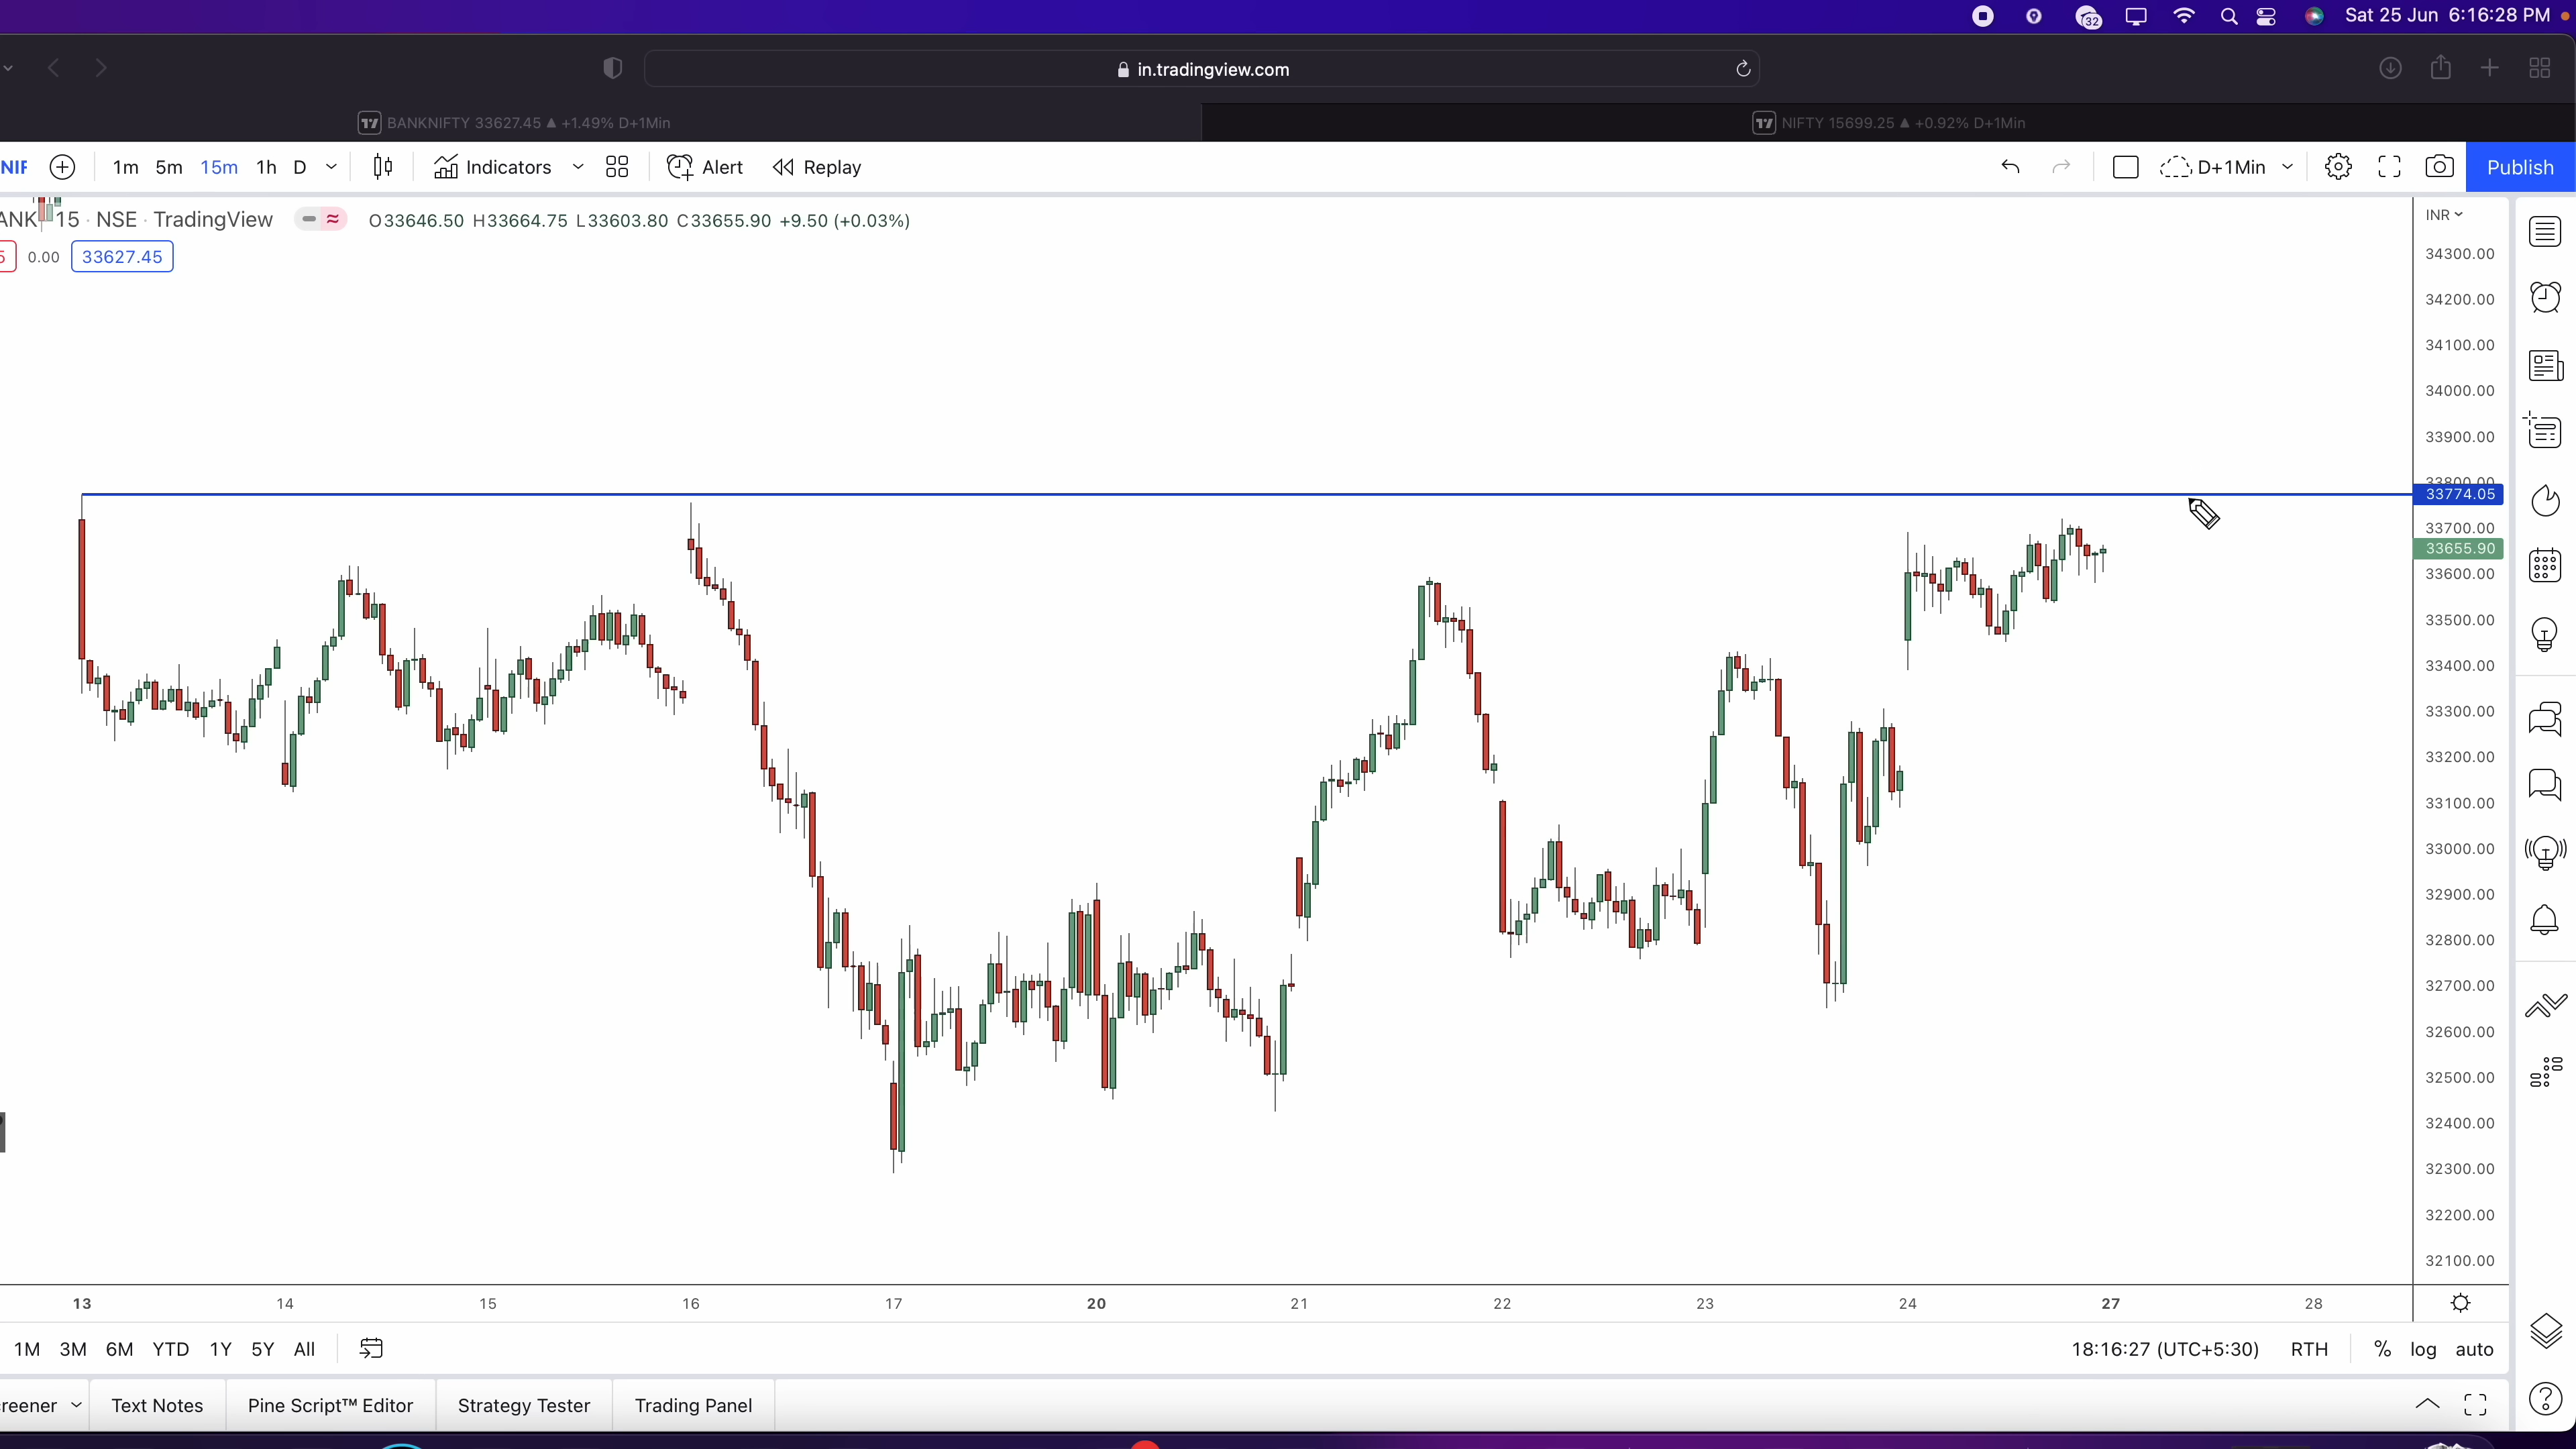 32 Sat 25 Jun 6:16:28 PM
in.tradingview.com
BANKNIFTY 33627.45 ▲ +1.49% D+1Min NIFTY 15699.25 ▲ +0.92% D+1Min
NIF 1m 5m 15m 1h D Indicators Alert Replay D+1Min Publish
ANK 15 · NSE · TradingView O33646.50 H33664.75 L33603.80 C33655.90 +9.50 (+0.03%) INR
5 0.00 33627.45
34300.00
34200.00
34100.00
34000.00
33900.00
33800.00
33774.05
33700.00
33655.90
33600.00
33500.00
33400.00
33300.00
33200.00
33100.00
33000.00
32900.00
32800.00
32700.00
32600.00
32500.00
32400.00
32300.00
32200.00
32100.00
13 14 15 16 17 20 21 22 23 24 27 28
1M 3M 6M YTD 1Y 5Y All 18:16:27 (UTC+5:30) RTH % log auto
reener Text Notes Pine Script™ Editor Strategy Tester Trading Panel